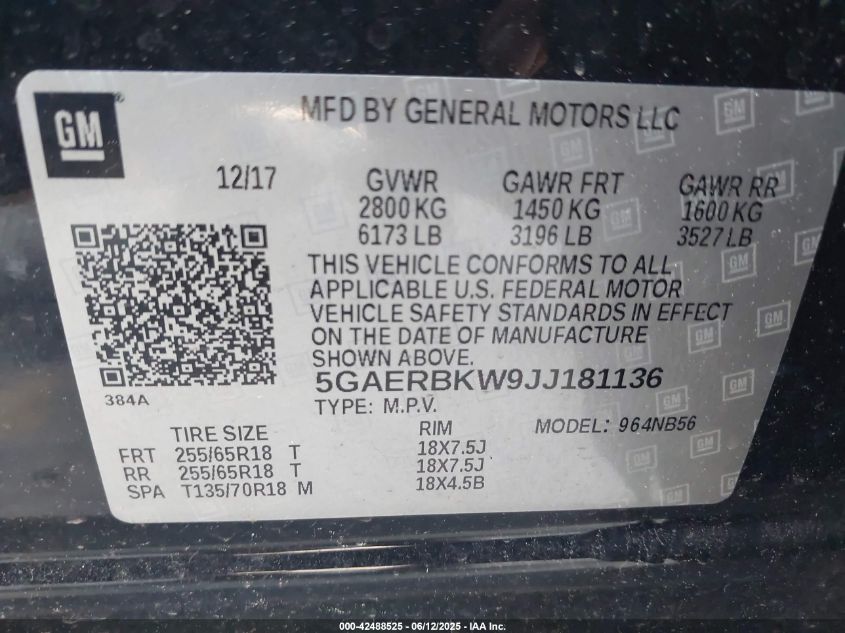 GM
MFD BY GENERAL MOTORS LLC
12/17 GVWR GAWR FRT GAWR RR
2800 KG 1450 KG 1600 KG
6173 LB 3196 LB 3527 LB
THIS VEHICLE CONFORMS TO ALL
APPLICABLE U.S. FEDERAL MOTOR
VEHICLE SAFETY STANDARDS IN EFFECT
ON THE DATE OF MANUFACTURE
SHOWN ABOVE.
384A
5GAERBKW9JJ181136
TYPE: M.P.V. MODEL: 964NB56
TIRE SIZE RIM
FRT 255/65R18 T 18X7.5J
RR 255/65R18 T 18X7.5J
SPA T135/70R18 M 18X4.5B
000-42488525 - 06/12/2025 - IAA Inc.